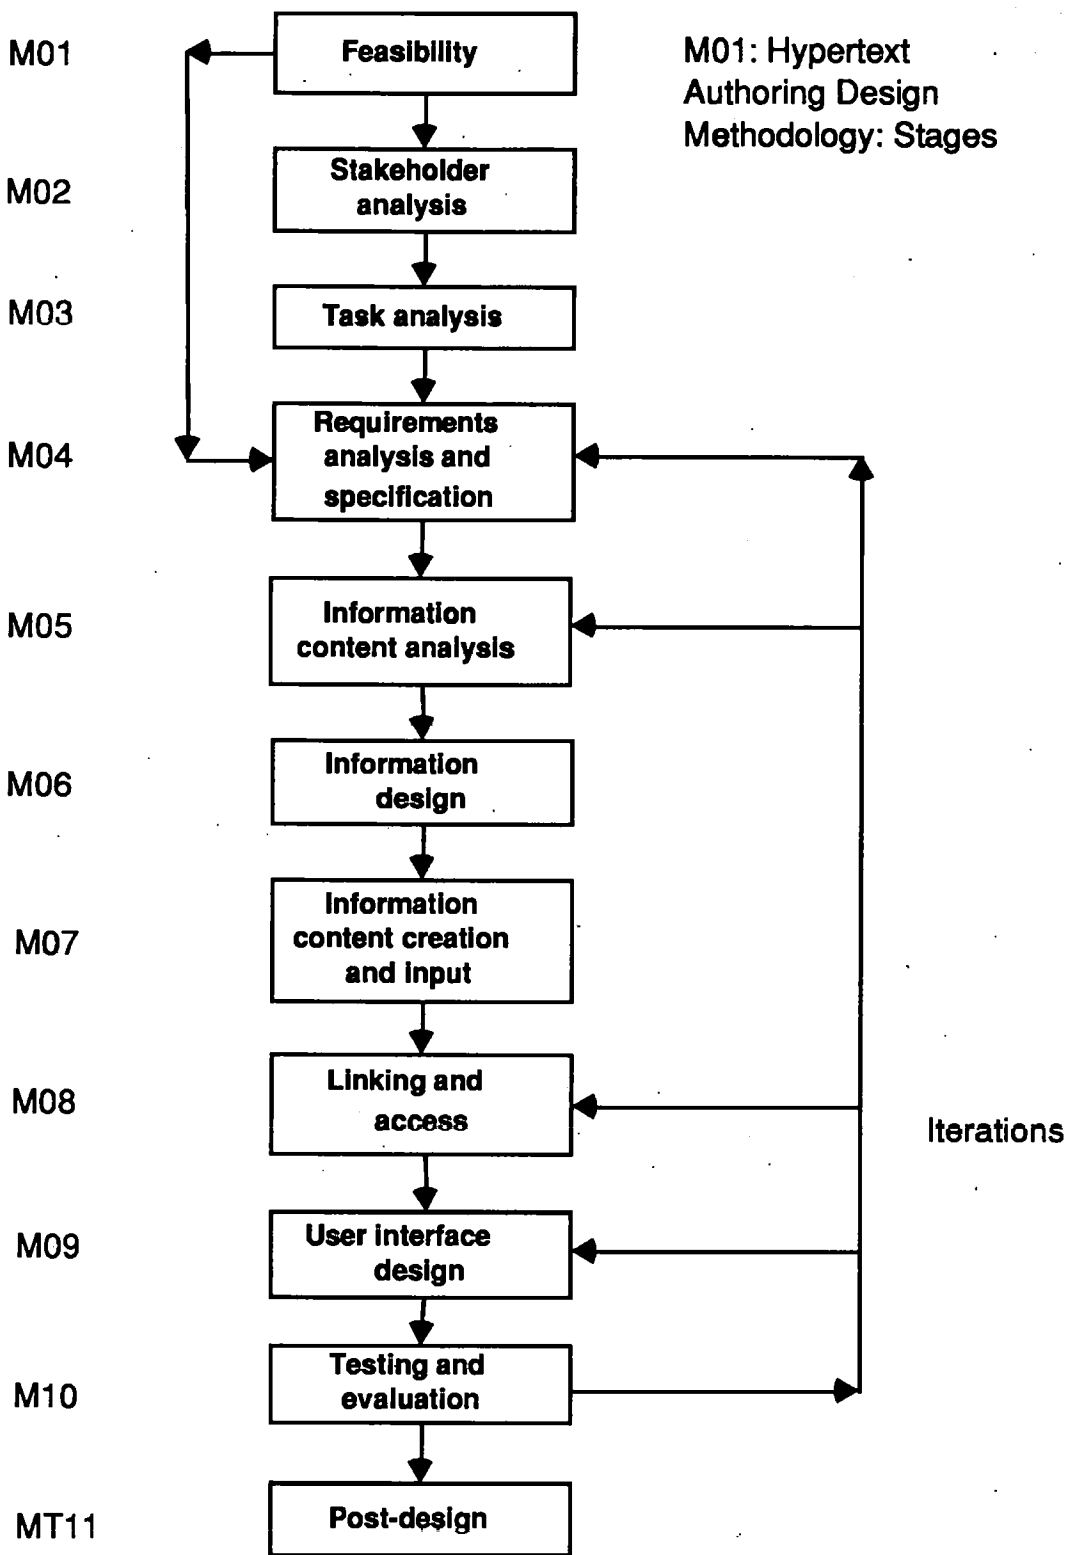 M01
Feasibility
M01: Hypertext
Authoring Design
Methodology: Stages
M02
Stakeholder
analysis
M03
Task analysis
M04
Requirements
analysis and
specification
M05
Information
content analysis
M06
Information
design
M07
Information
content creation
and input
M08
Linking and
access
Iterations
M09
User interface
design
M10
Testing and
evaluation
MT11
Post-design